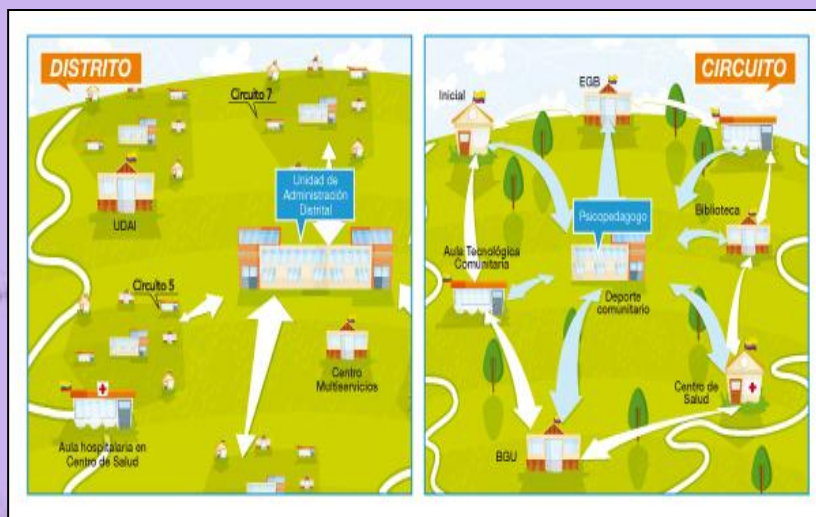 DISTRITO
Circuito 7
Unidad de
Administración
Distrital
UDAI
Circuito 5
Centro
Multiservicios
Aula hospitalaria en
Centro de Salud
CIRCUITO
EGB
Inicial
Psicopedagogo
Biblioteca
Aula Tecnológica
Comunitaria
Deporte
comunitario
Centro de
Salud
BGU